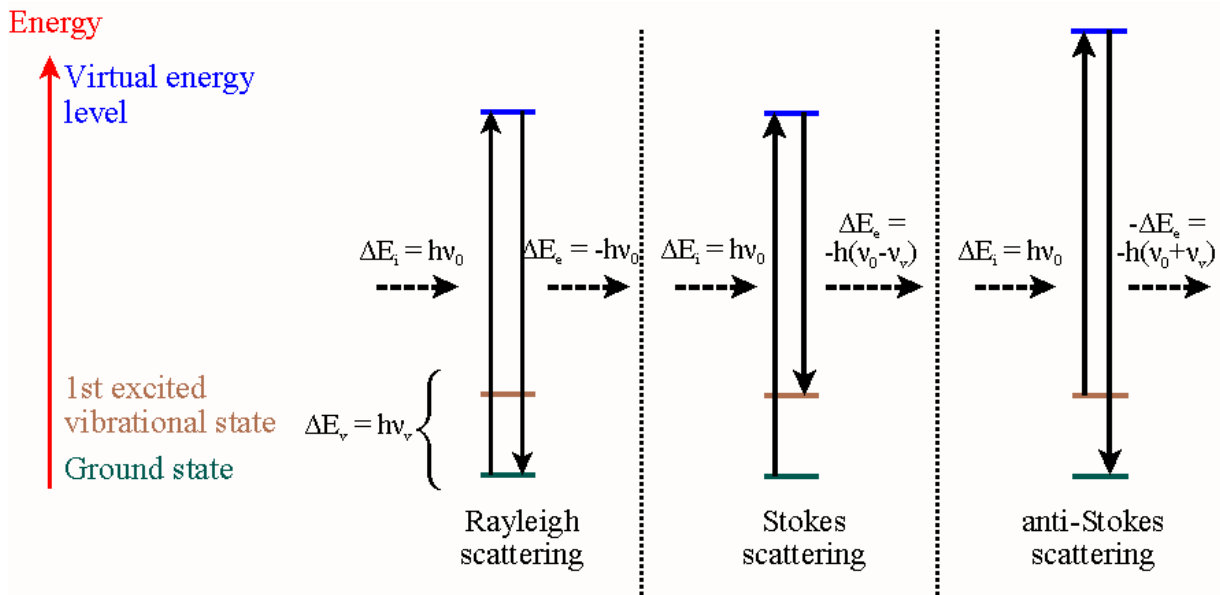 Energy
Virtual energy
level
ΔEᵢ = hν₀
ΔEₑ = -hν₀
ΔEᵢ = hν₀
ΔEₑ =
-h(ν₀-νᵥ)
ΔEᵢ = hν₀
-ΔEₑ =
-h(ν₀+νᵥ)
1st excited
vibrational state
ΔEᵥ = hνᵥ
Ground state
Rayleigh
scattering
Stokes
scattering
anti-Stokes
scattering